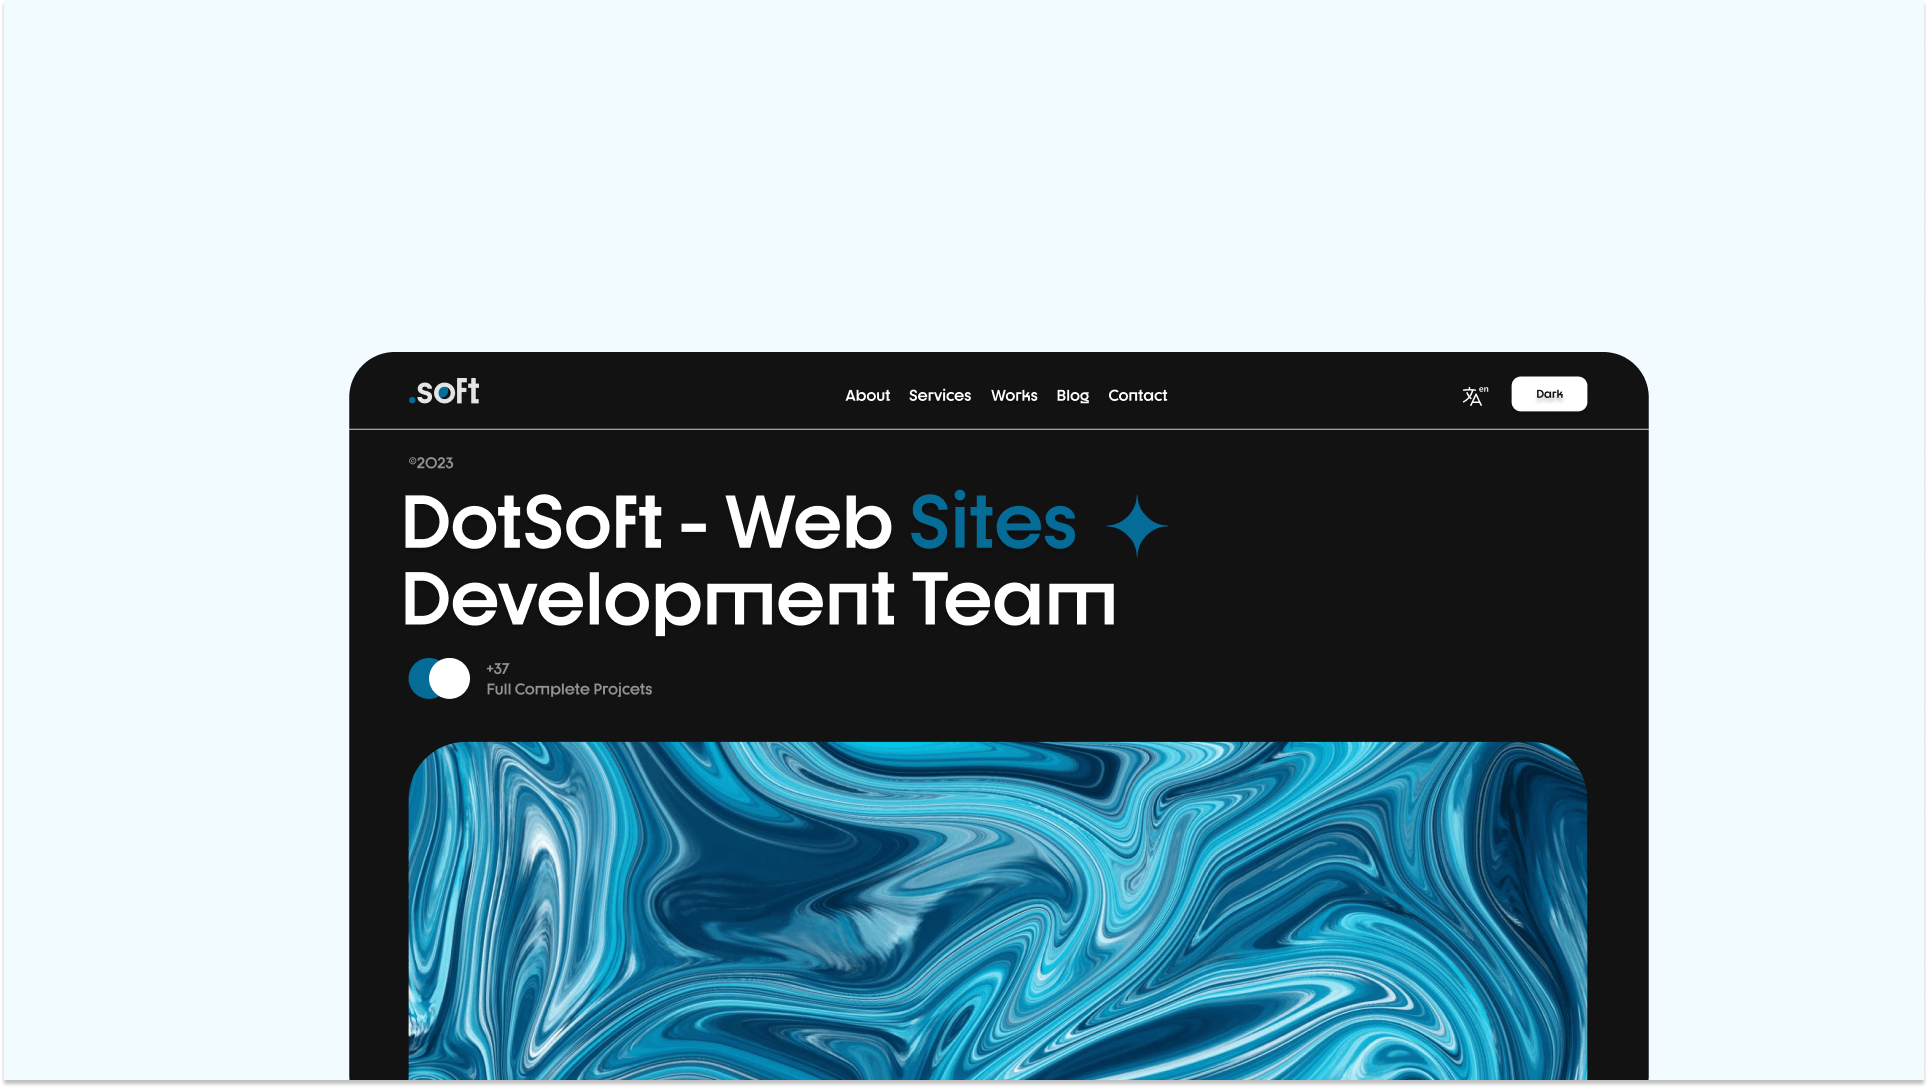 .soft
About Services Works Blog Contact
en
Dark
©2023
DotSoft - Web Sites
Development Team
+37
Full Complete Projcets